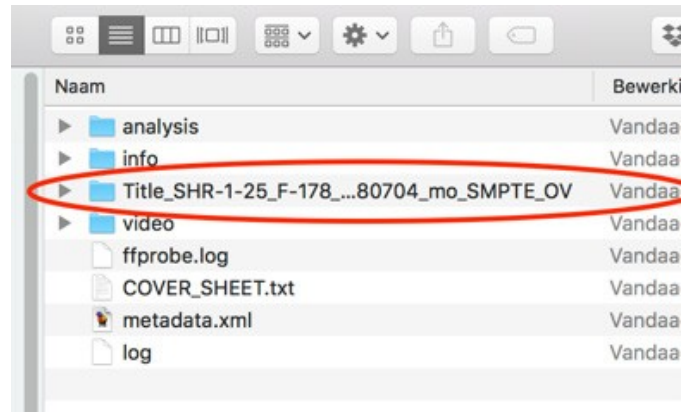 Naam Bewerki
analysis Vandaa
info Vandaa
Title_SHR-1-25_F-178_...80704_mo_SMPTE_OV Vandaa
video Vandaa
ffprobe.log Vandaa
COVER_SHEET.txt Vandaa
metadata.xml Vandaa
log Vandaa